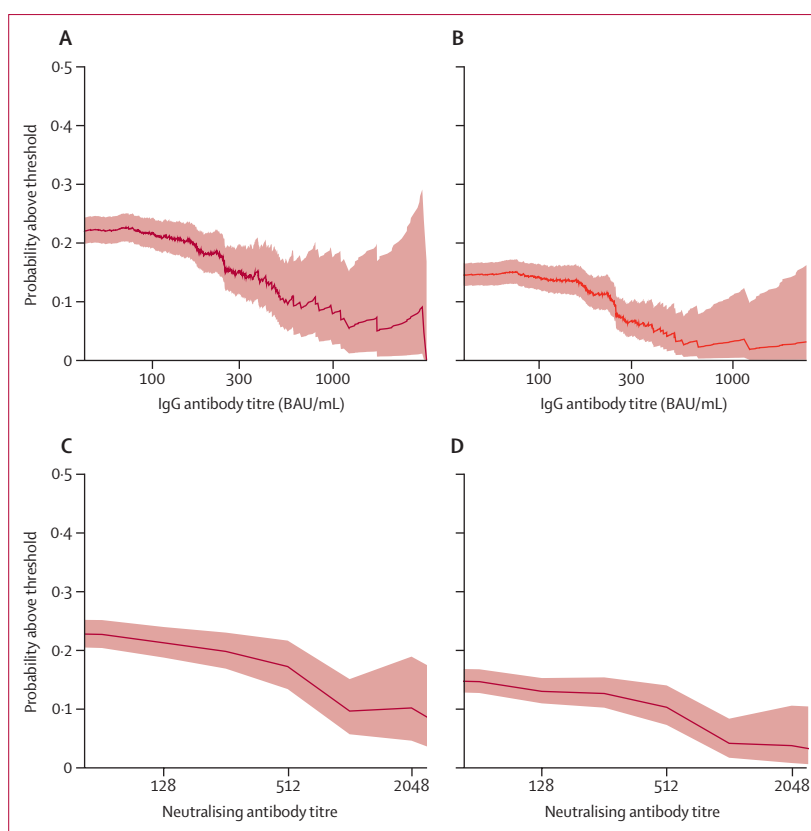 A
B
Probability above threshold
0·5
0·4
0·3
0·2
0·1
0
100 300 1000
100 300 1000
IgG antibody titre (BAU/mL)
IgG antibody titre (BAU/mL)
C
D
Probability above threshold
0·5
0·4
0·3
0·2
0·1
0
128 512 2048
128 512 2048
Neutralising antibody titre
Neutralising antibody titre